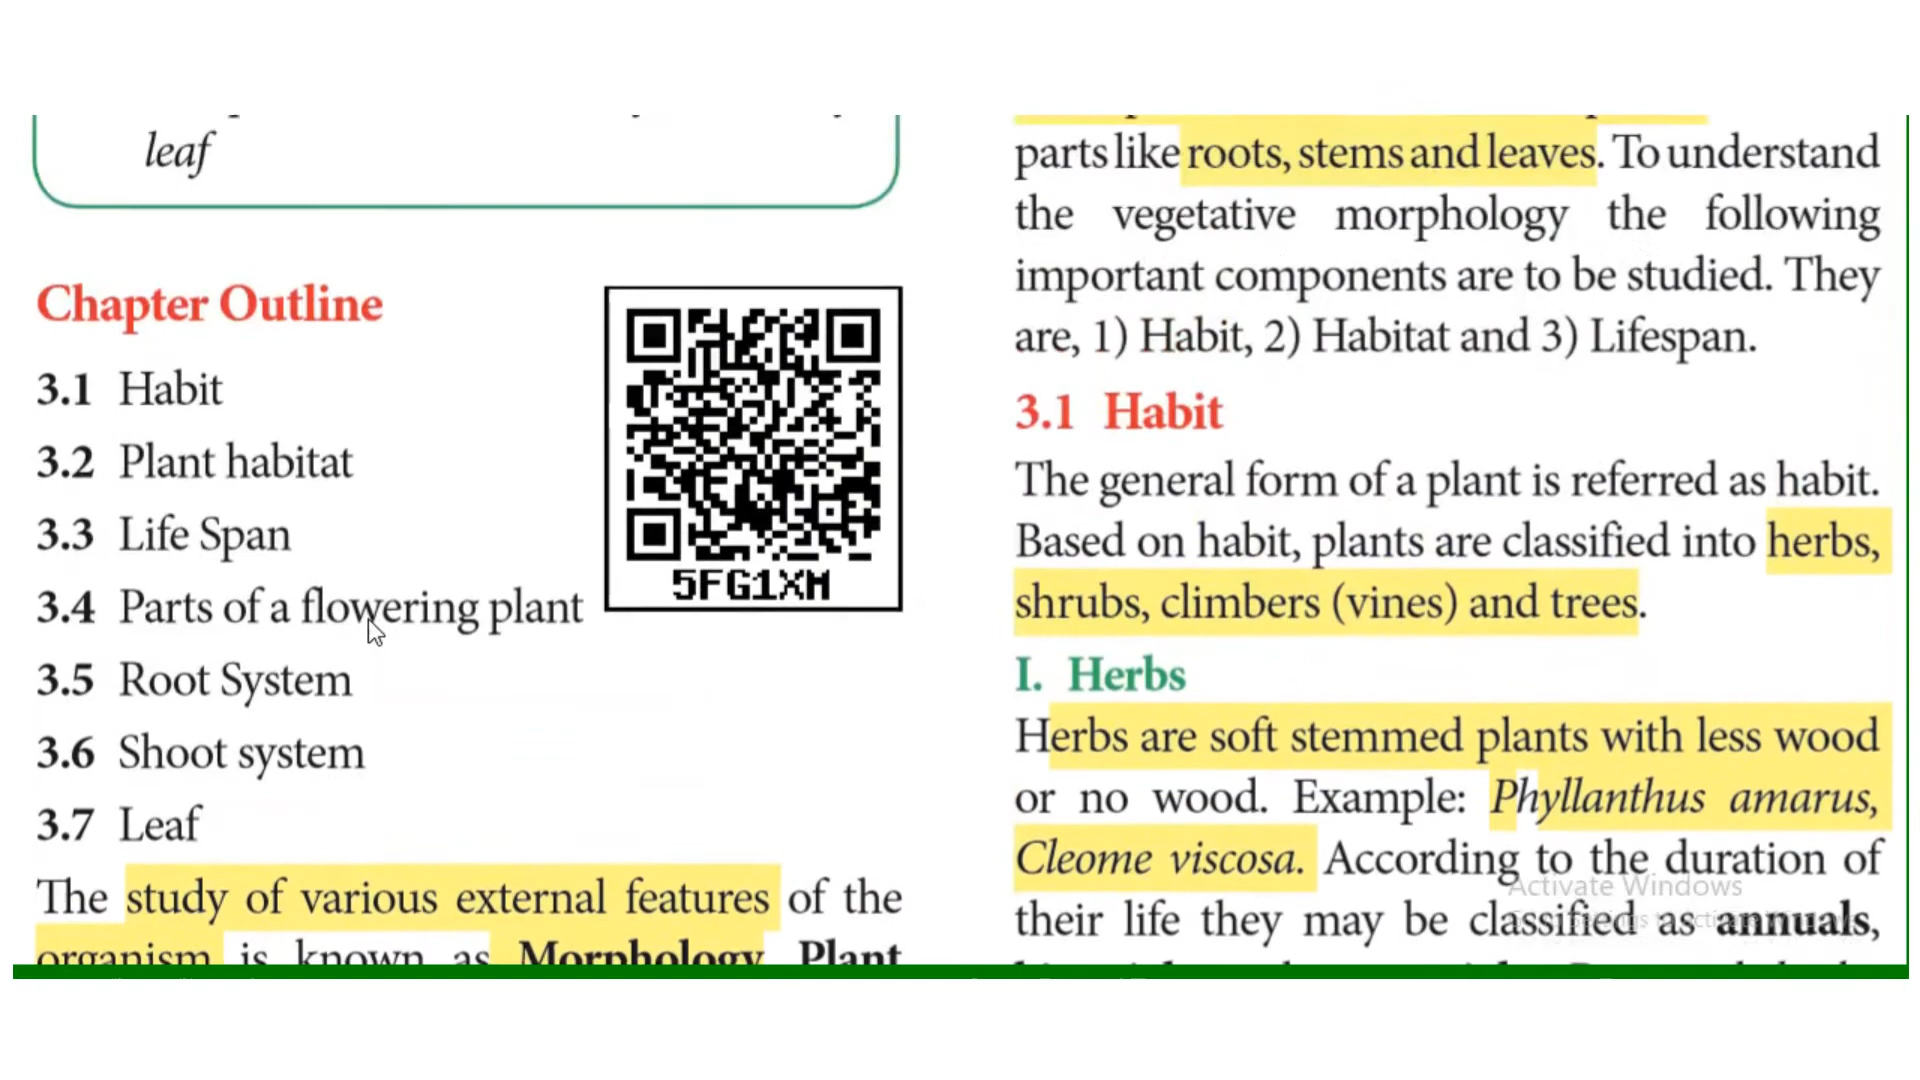 leaf
Chapter Outline
3.1 Habit
3.2 Plant habitat
3.3 Life Span
3.4 Parts of a flowering plant
3.5 Root System
3.6 Shoot system
3.7 Leaf
5FG1XM
The study of various external features of the
organism is known as Morphology Plant
parts like roots, stems and leaves. To understand
the vegetative morphology the following
important components are to be studied. They
are, 1) Habit, 2) Habitat and 3) Lifespan.
3.1 Habit
The general form of a plant is referred as habit.
Based on habit, plants are classified into herbs,
shrubs, climbers (vines) and trees.
I. Herbs
Herbs are soft stemmed plants with less wood
or no wood. Example: Phyllanthus amarus,
Cleome viscosa. According to the duration of
their life they may be classified as annuals,
Activate Windows